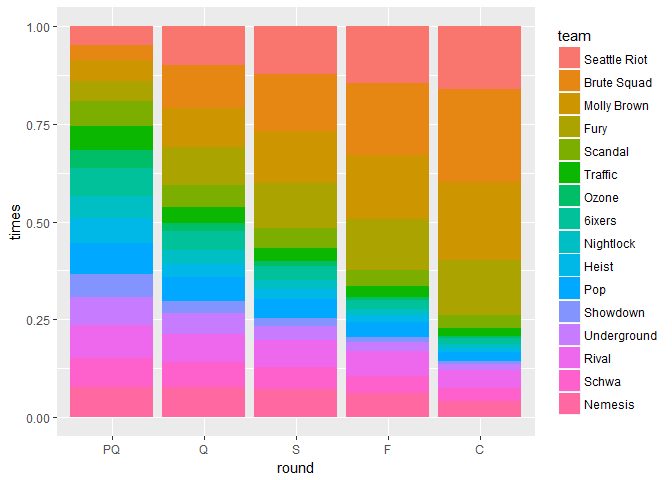 1.00
0.75
0.50
0.25
0.00
times
PQ
Q
S
F
C
round
team
Seattle Riot
Brute Squad
Molly Brown
Fury
Scandal
Traffic
Ozone
6ixers
Nightlock
Heist
Pop
Showdown
Underground
Rival
Schwa
Nemesis